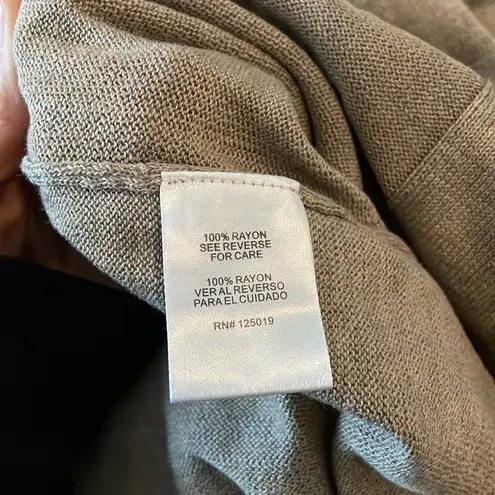 100% RAYON
SEE REVERSE
FOR CARE
100% RAYON
VER AL REVERSO
PARA EL CUIDADO
RN# 125019